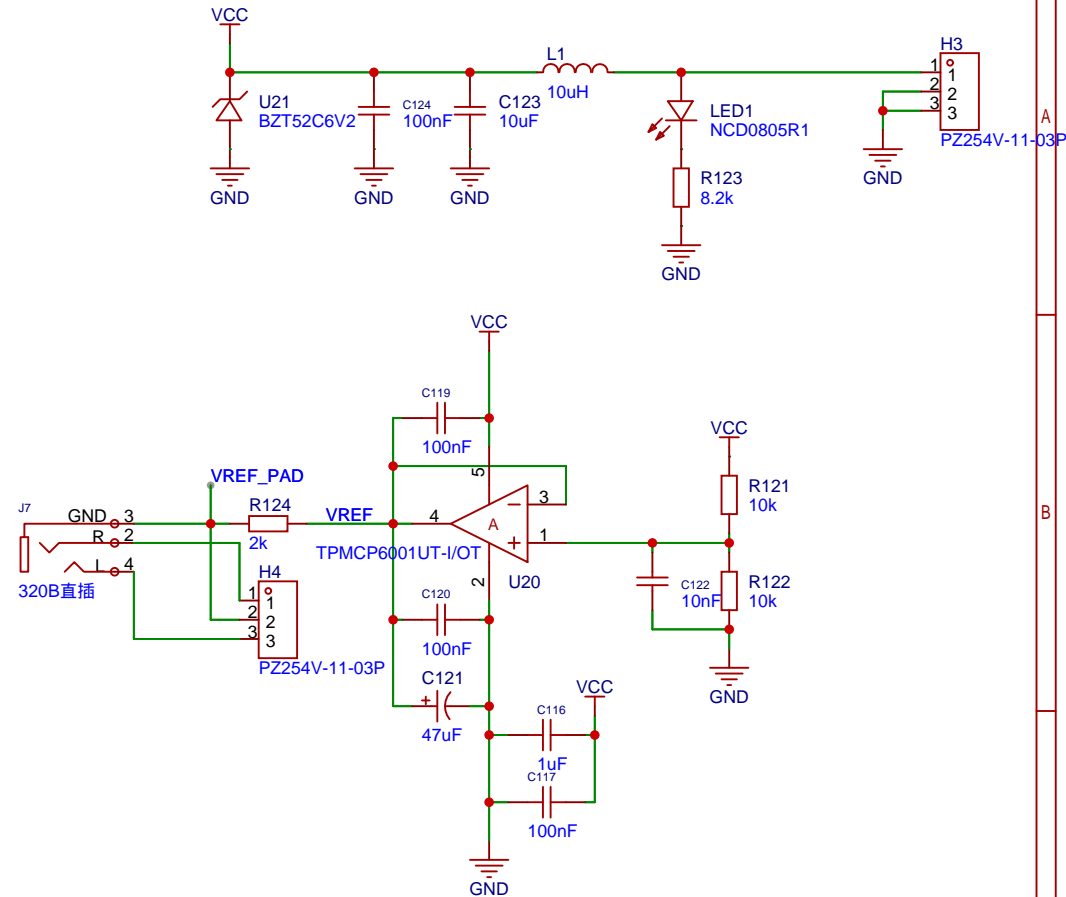 VCC
L1
10uH
H3
1
1
2
2
3
3
PZ254V-11-03P
U21
BZT52C6V2
C124
100nF
C123
10uF
LED1
NCD0805R1
R123
8.2k
GND
GND
GND
GND
GND
A
VCC
C119
100nF
VCC
R121
10k
R122
10k
C122
10nF
GND
5
3
1
4
2
A
TPMCP6001UT-I/OT
U20
VREF_PAD
R124
2k
VREF
J7
GND
3
R
2
L
4
320B直插
H4
1
1
2
2
3
3
PZ254V-11-03P
C120
100nF
C121
47uF
VCC
C116
1uF
C117
100nF
GND
B